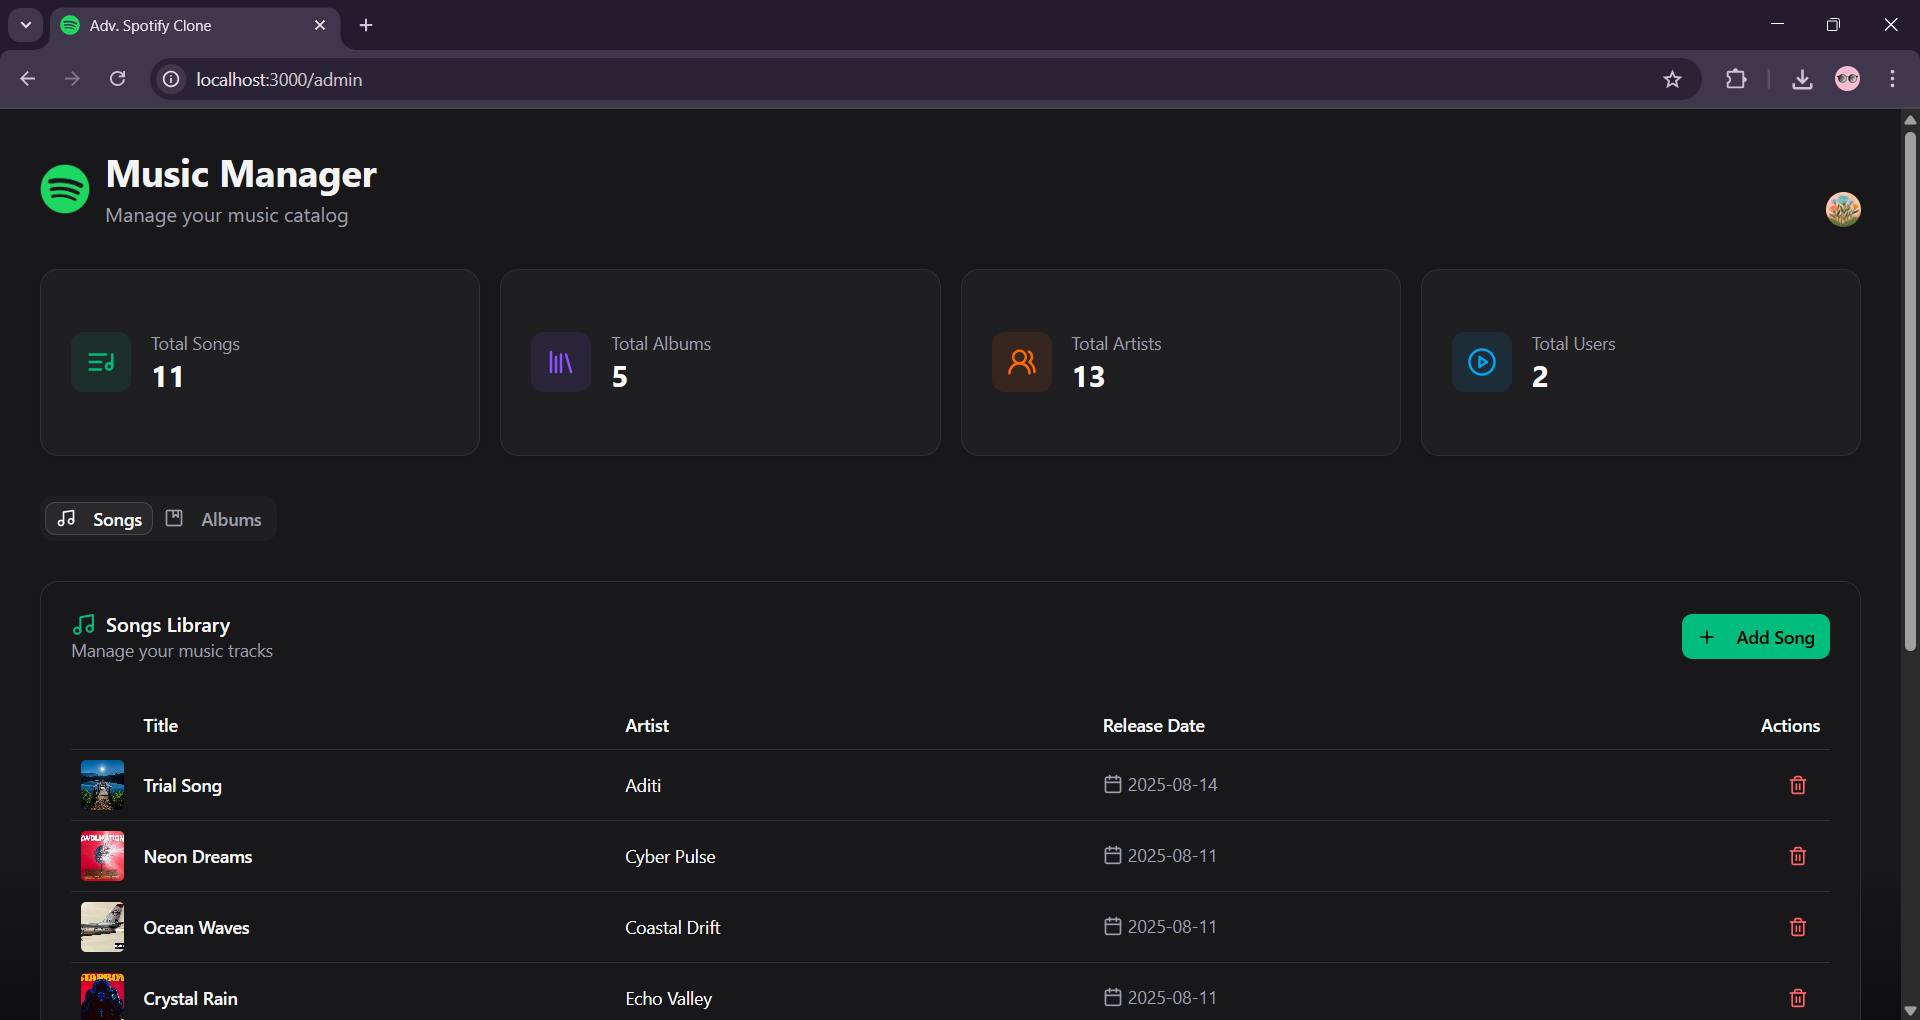 Adv. Spotify Clone
localhost:3000/admin
Music Manager
Manage your music catalog
Total Songs
11
Total Albums
5
Total Artists
13
Total Users
2
Songs Albums
Songs Library
Manage your music tracks
+ Add Song
Title Artist Release Date Actions
Trial Song Aditi 2025-08-14
Neon Dreams Cyber Pulse 2025-08-11
Ocean Waves Coastal Drift 2025-08-11
Crystal Rain Echo Valley 2025-08-11